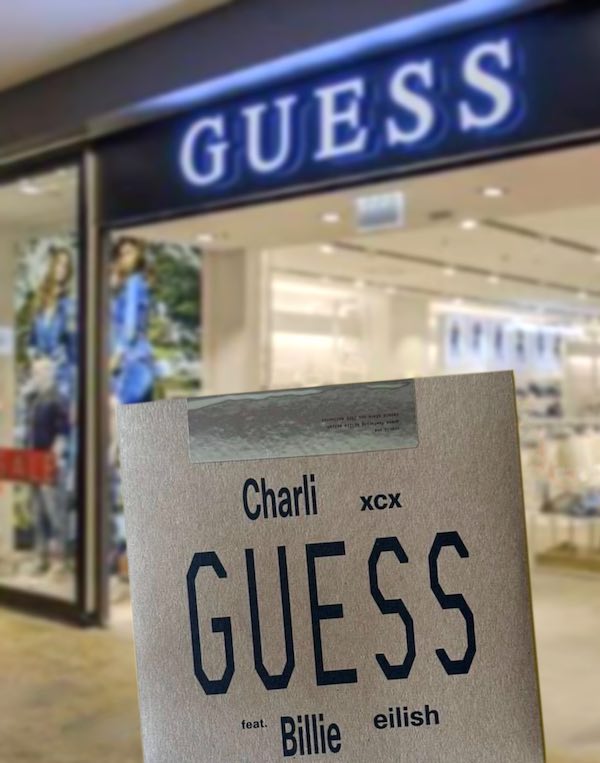 GUESS
Charli xcx
GUESS
feat. Billie eilish